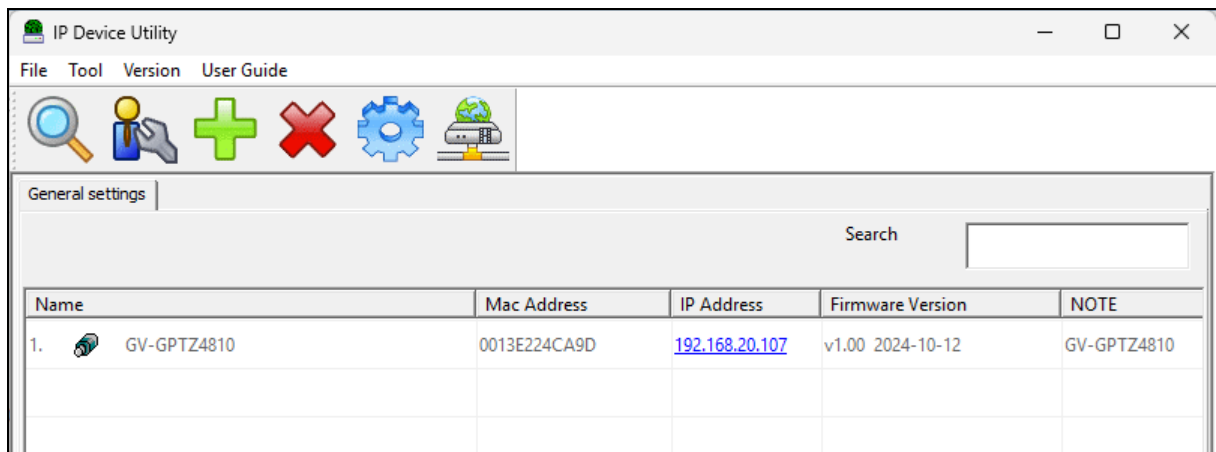 IP Device Utility
File Tool Version User Guide
General settings
Search
Name Mac Address IP Address Firmware Version NOTE
1. GV-GPTZ4810 0013E224CA9D 192.168.20.107 v1.00 2024-10-12 GV-GPTZ4810